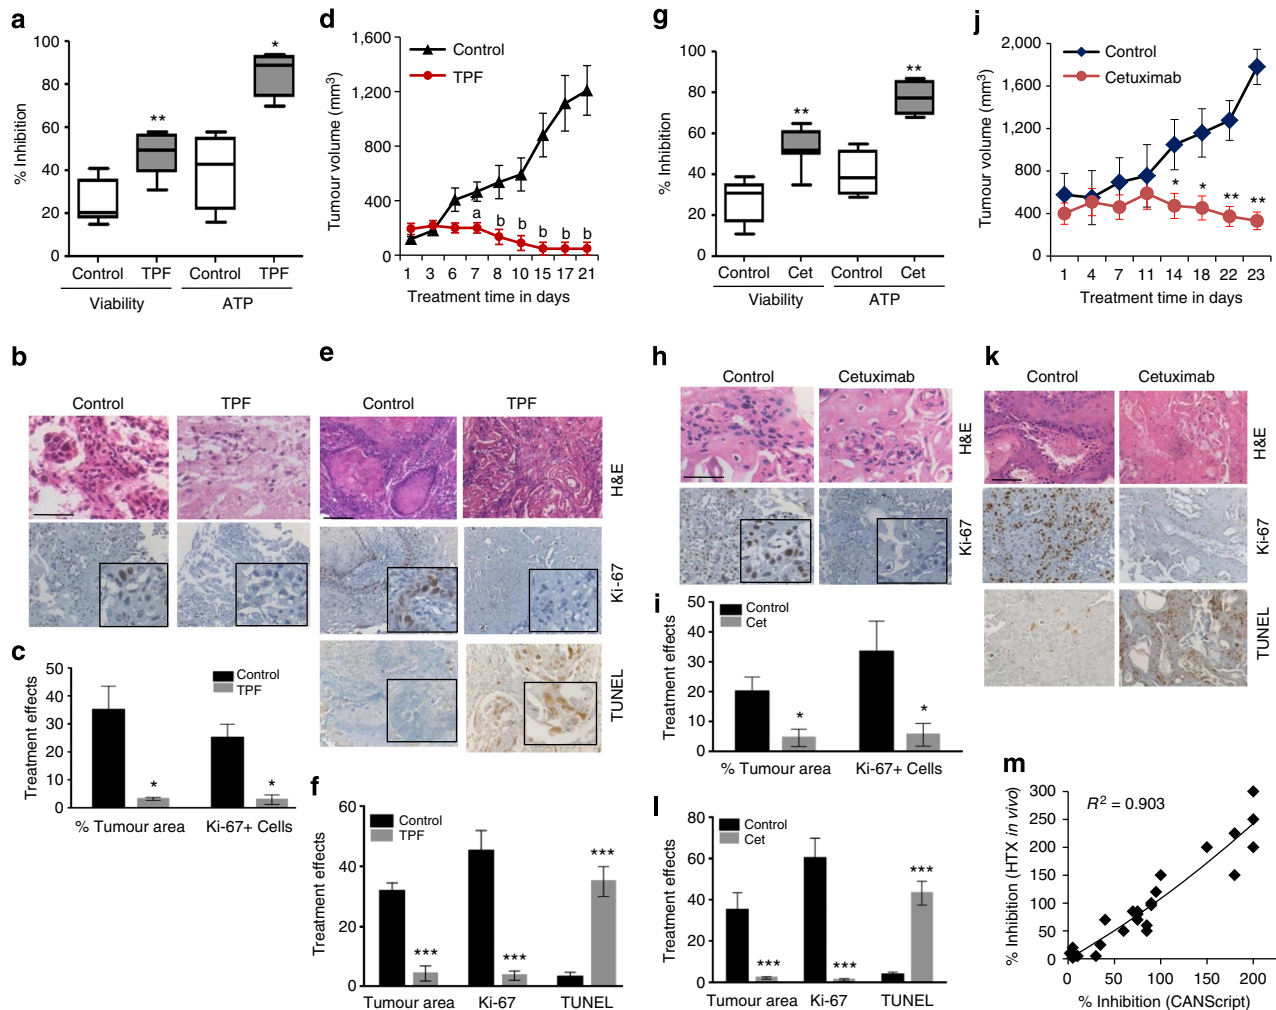 a
100
80
60
40
20
0
% Inhibition
**
*
Control TPF Control TPF
Viability ATP
d
1,600
1,200
800
400
0
Tumour volume (mm3)
Control
TPF
a b b b b b
1 3 6 7 8 10 15 17 21
Treatment time in days
g
100
80
60
40
20
0
% Inhibition
**
**
Control Cet Control Cet
Viability ATP
j
2,000
1,600
1,200
800
400
0
Tumour volume (mm3)
Control
Cetuximab
* * ** **
1 4 7 11 14 18 22 23
Treatment time in days
b
Control TPF
e
Control TPF
H&E
Ki-67
TUNEL
h
Control Cetuximab
H&E
Ki-67
k
Control Cetuximab
H&E
Ki-67
TUNEL
c
50
40
30
20
10
0
Treatment effects
Control
TPF
* *
% Tumour area Ki-67+ Cells
f
60
40
20
0
Treatment effects
Control
TPF
*** *** ***
Tumour area Ki-67 TUNEL
i
50
40
30
20
10
0
Treatment effects
Control
Cet
* *
% Tumour area Ki-67+ Cells
l
80
60
40
20
0
Treatment effects
Control
Cet
*** *** ***
Tumour area Ki-67 TUNEL
m
300
250
200
150
100
50
0
% Inhibition (HTX in vivo)
R2 = 0.903
0 50 100 150 200
% Inhibition (CANScript)